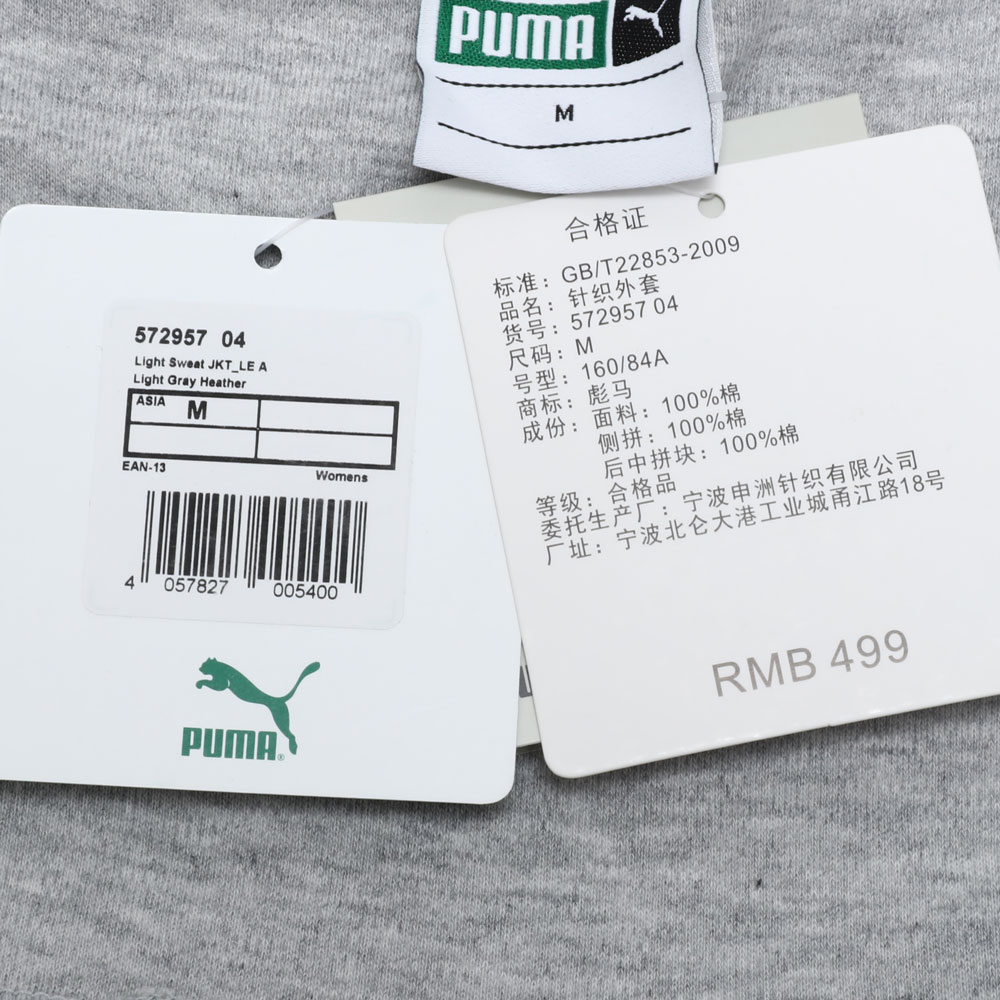 PUMA
M
572957 04
Light Sweat JKT_LE A
Light Gray Heather
ASIA M
EAN-13 Womens
4 057827 005400
PUMA®
合格证
标准：GB/T22853-2009
品名：针织外套
货号：572957 04
尺码：M
号型：160/84A
商标：彪马
成份：面料：100%棉
侧拼：100%棉
后中拼块：100%棉
等级：合格品
委托生产厂：宁波申洲针织有限公司
厂址：宁波北仑大港工业城甬江路18号
RMB 499